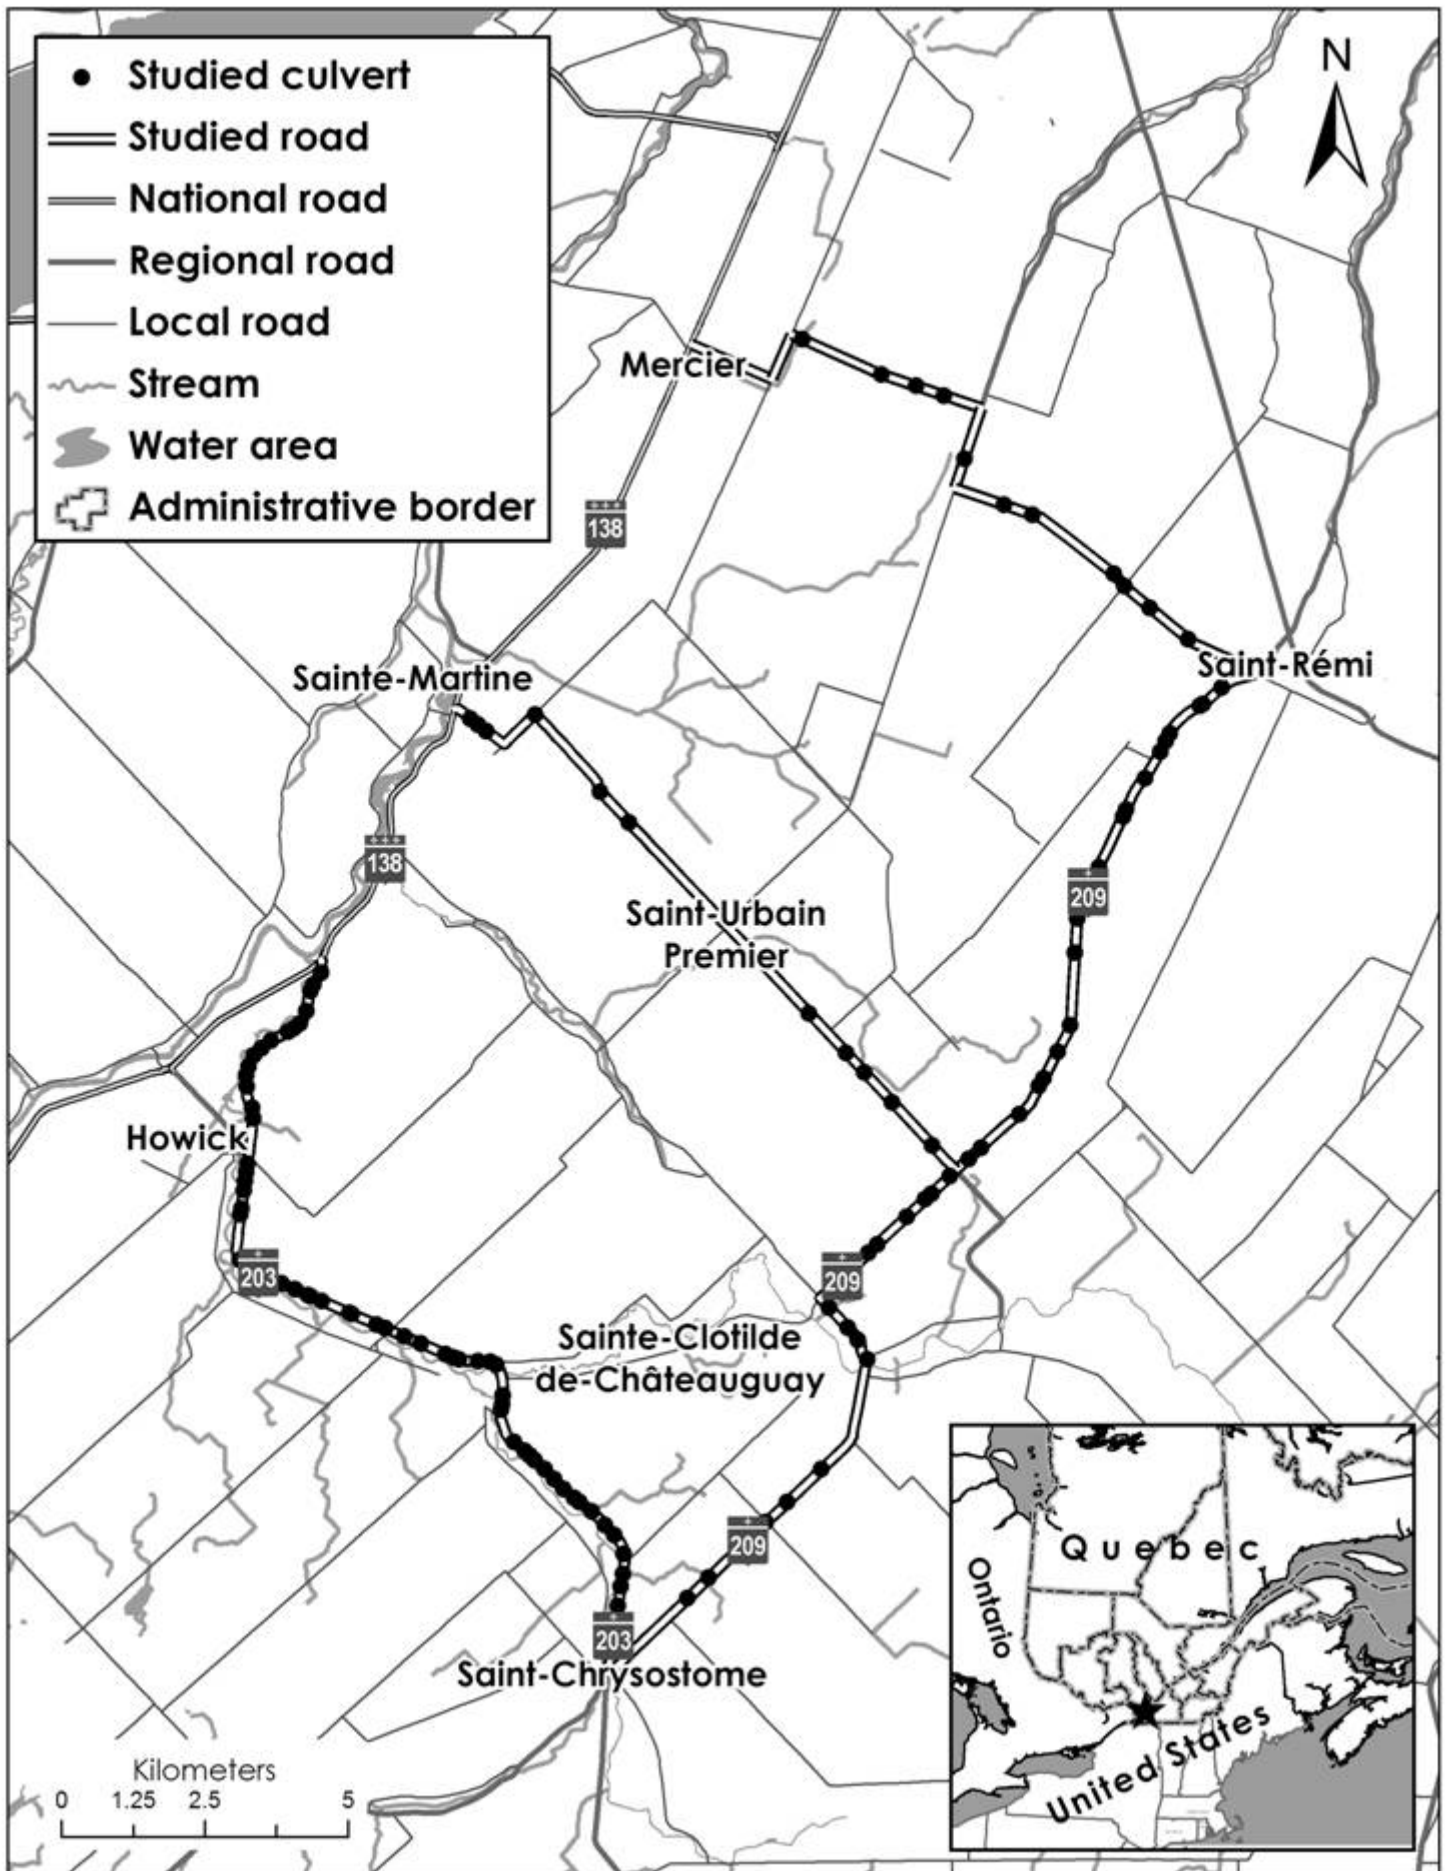 Studied culvert
Studied road
National road
Regional road
Local road
Stream
Water area
Administrative border
N
Mercier
138
Sainte-Martine
Saint-Rémi
138
209
Saint-Urbain
Premier
Howick
203
209
Sainte-Clotilde
de-Châteauguay
209
203
Saint-Chrysostome
Quebec
Ontario
United States
Kilometers
0 1.25 2.5 5